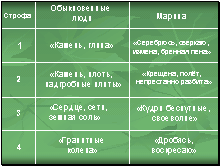 Строфа
Обыкновенные
люди
Марина
1
«Камень, глина»
«Серебрюсь, сверкаю,
измена, бренная пена»
2
«Камень, плоть,
надгробные плиты»
«Крещена, полёт,
непрестанно разбита»
3
«Сердце, сети,
земная соль»
«Кудри беспутные,
своеволие»
4
«Гранитные
колена»
«Дробясь,
воскресаю»